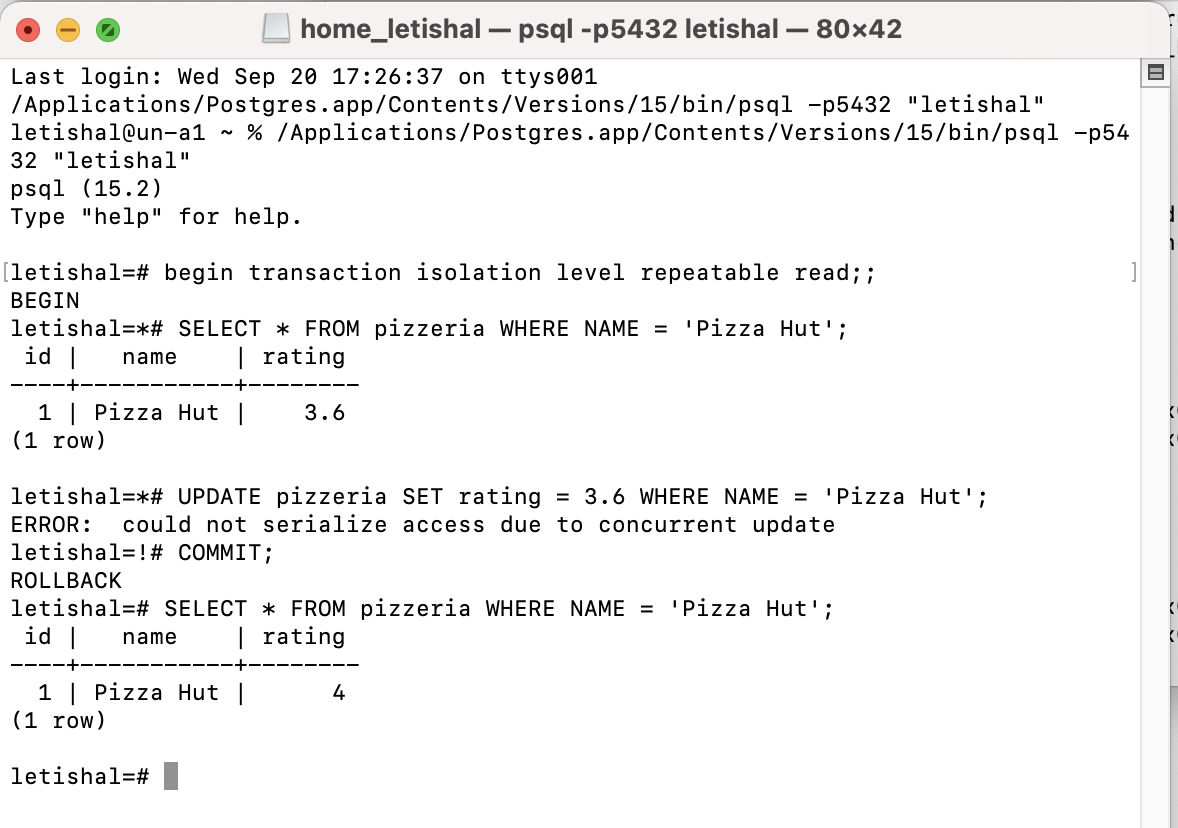 home_letishal — psql -p5432 letishal — 80×42
Last login: Wed Sep 20 17:26:37 on ttys001
/Applications/Postgres.app/Contents/Versions/15/bin/psql -p5432 "letishal"
letishal@un-a1 ~ % /Applications/Postgres.app/Contents/Versions/15/bin/psql -p54
32 "letishal"
psql (15.2)
Type "help" for help.
[letishal=# begin transaction isolation level repeatable read;; ]
BEGIN
letishal=*# SELECT * FROM pizzeria WHERE NAME = 'Pizza Hut';
 id |   name    | rating
----+-----------+--------
  1 | Pizza Hut |    3.6
(1 row)
letishal=*# UPDATE pizzeria SET rating = 3.6 WHERE NAME = 'Pizza Hut';
ERROR:  could not serialize access due to concurrent update
letishal=!# COMMIT;
ROLLBACK
letishal=# SELECT * FROM pizzeria WHERE NAME = 'Pizza Hut';
 id |   name    | rating
----+-----------+--------
  1 | Pizza Hut |      4
(1 row)
letishal=#